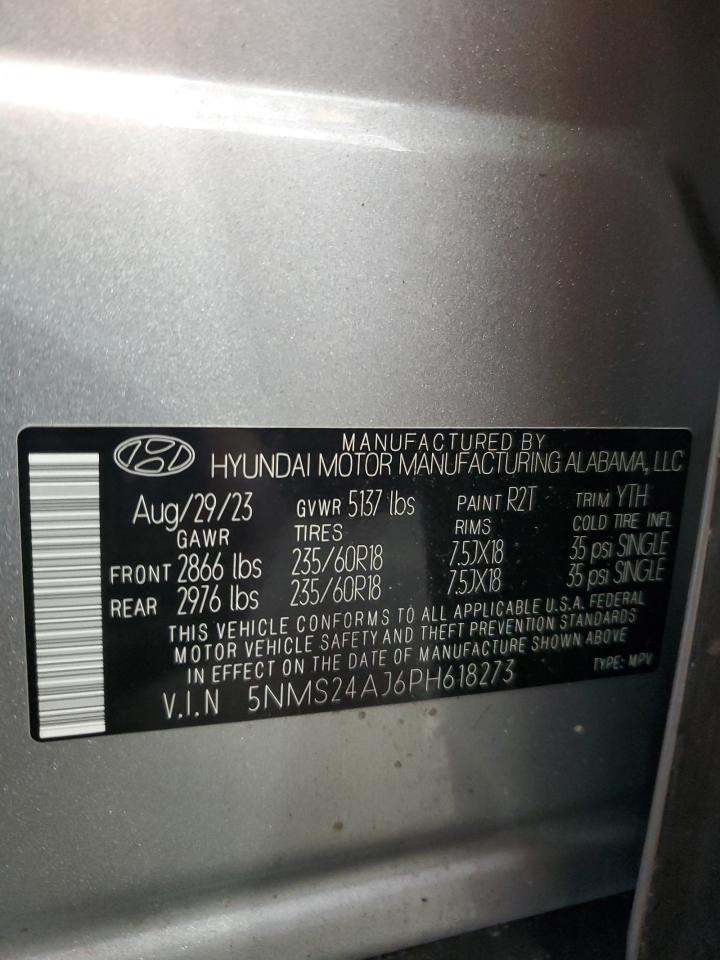 MANUFACTURED BY
HYUNDAI MOTOR MANUFACTURING ALABAMA, LLC
Aug/29/23 GVWR 5137 lbs PAINT R2T TRIM YTH
GAWR TIRES RIMS COLD TIRE INFL
FRONT 2866 lbs 235/60R18 7.5JX18 35 psi SINGLE
REAR 2976 lbs 235/60R18 7.5JX18 35 psi SINGLE
THIS VEHICLE CONFORMS TO ALL APPLICABLE U.S.A. FEDERAL
MOTOR VEHICLE SAFETY AND THEFT PREVENTION STANDARDS
IN EFFECT ON THE DATE OF MANUFACTURE SHOWN ABOVE
V.I.N 5NMS24AJ6PH618273 TYPE: MPV